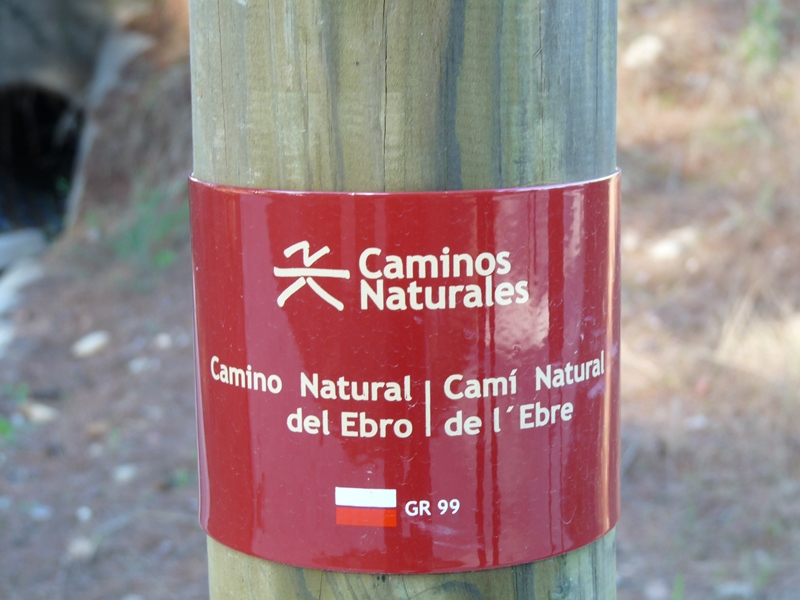 Caminos
Naturales
Camino Natural
del Ebro
Camí Natural
de l´Ebre
GR 99